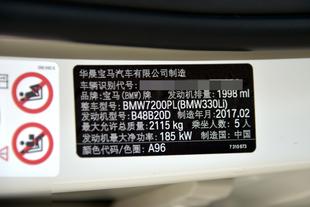 华晨宝马汽车有限公司制造
车辆识别代号:
品牌:宝马(BMW)牌 发动机排量:1998 ml
整车型号:BMW7200PL(BMW330Li)
发动机型号:B48B20D 制造年月:2017.02
最大允许总质量:2115 kg 乘坐人数:5 人
发动机最大净功率:185 kW 制造国:中国
颜色代码/色圈:A96
7 310 673